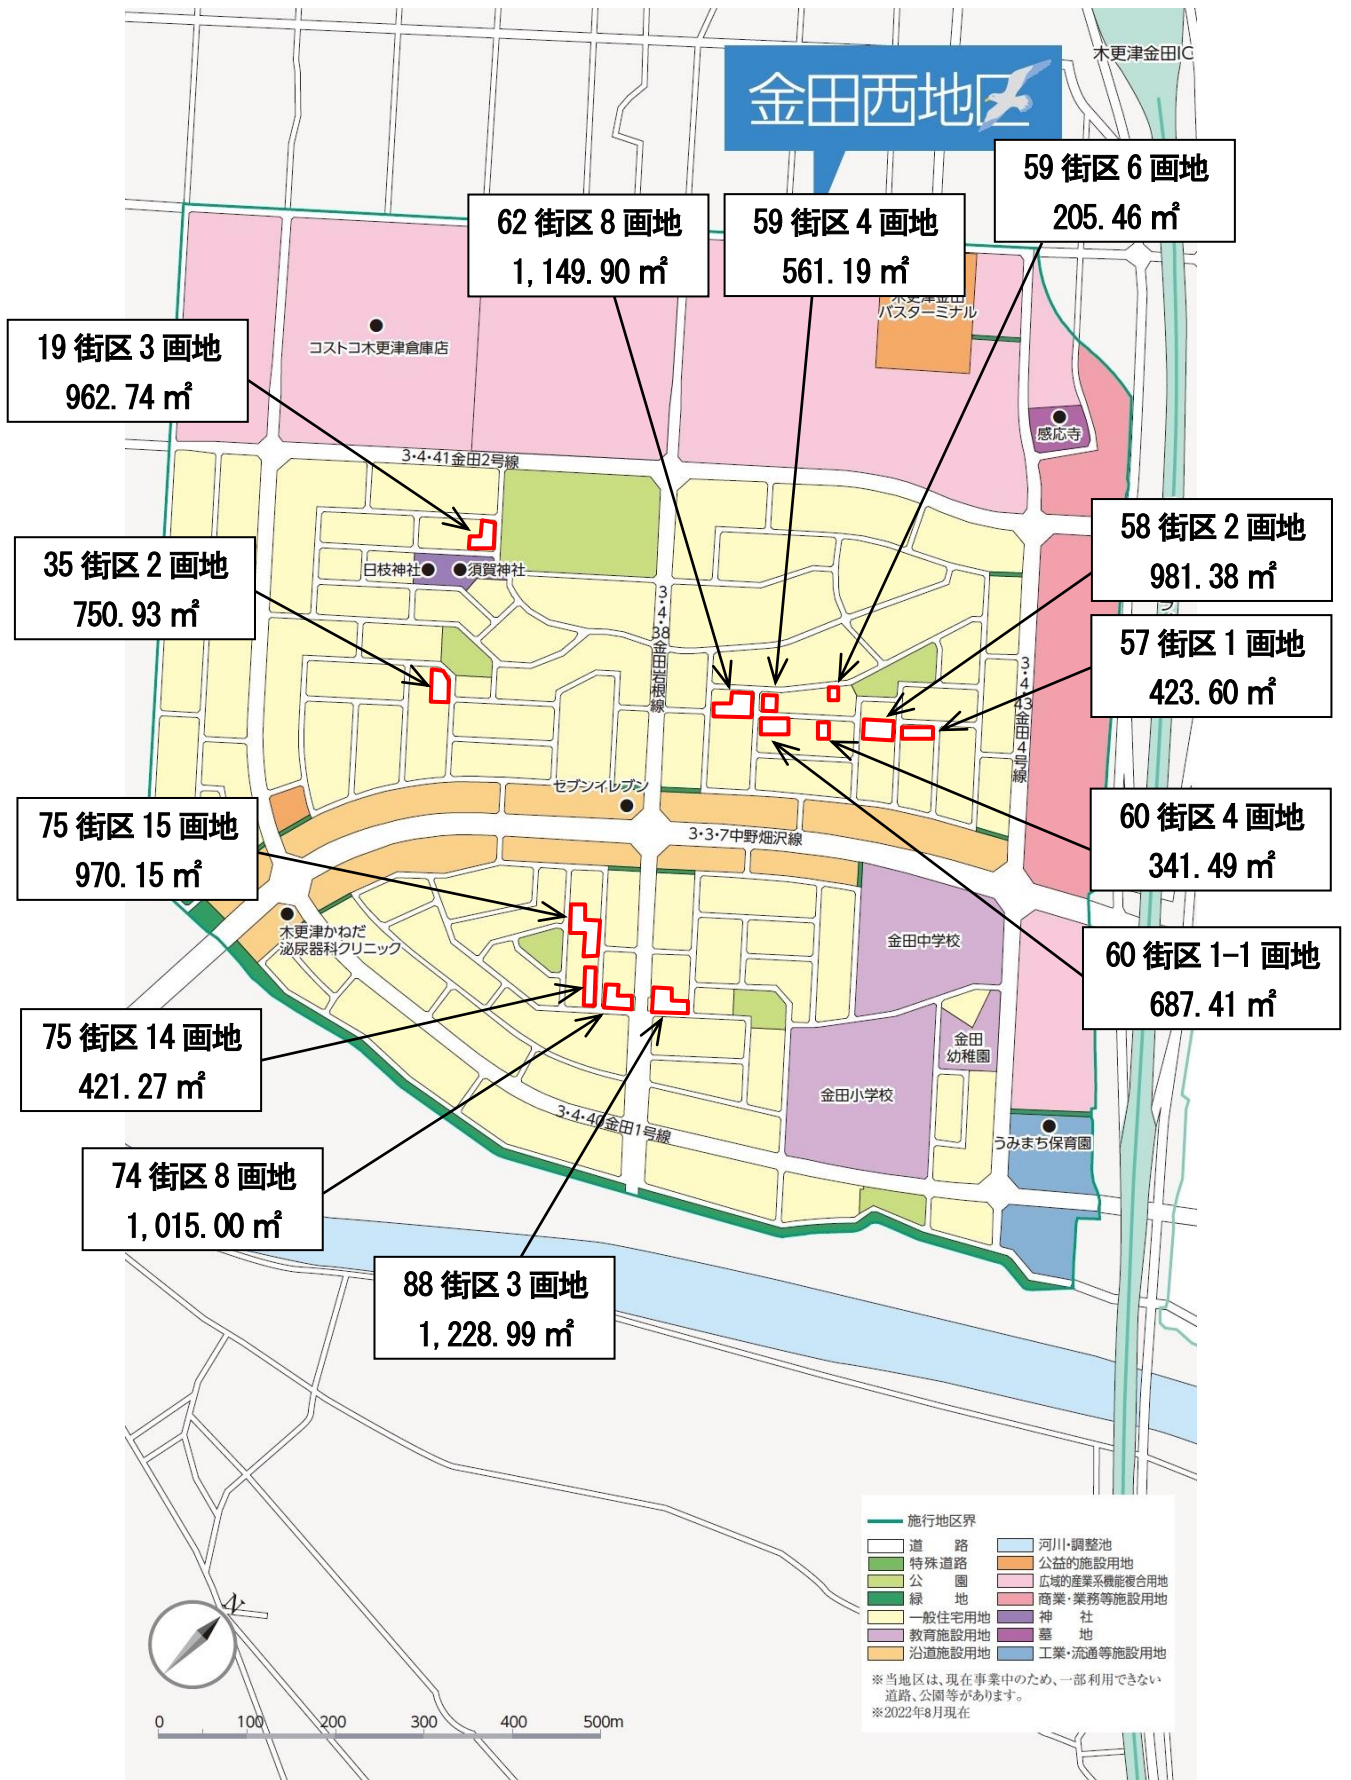 木更津金田IC
金田西地区
59 街区 6 画地
205.46 ㎡
62 街区 8 画地
1,149.90 ㎡
59 街区 4 画地
561.19 ㎡
木更津金田
バスターミナル
19 街区 3 画地
962.74 ㎡
コストコ木更津倉庫店
感応寺
3・4・41金田2号線
58 街区 2 画地
981.38 ㎡
35 街区 2 画地
750.93 ㎡
日枝神社
須賀神社
3・4・38金田岩根線
57 街区 1 画地
423.60 ㎡
3・4・43金田4号線
セブンイレブン
75 街区 15 画地
970.15 ㎡
3・3・7中野畑沢線
60 街区 4 画地
341.49 ㎡
木更津かねだ
泌尿器科クリニック
金田中学校
60 街区 1-1 画地
687.41 ㎡
75 街区 14 画地
421.27 ㎡
金田
幼稚園
金田小学校
3・4・40金田1号線
うみまち保育園
74 街区 8 画地
1,015.00 ㎡
88 街区 3 画地
1,228.99 ㎡
施行地区界
道　路
河川・調整池
特殊道路
公益的施設用地
公　園
広域的産業系機能複合用地
緑　地
商業・業務等施設用地
一般住宅用地
神　社
教育施設用地
墓　地
沿道施設用地
工業・流通等施設用地
※当地区は、現在事業中のため、一部利用できない
道路、公園等があります。
※2022年8月現在
N
0 100 200 300 400 500m